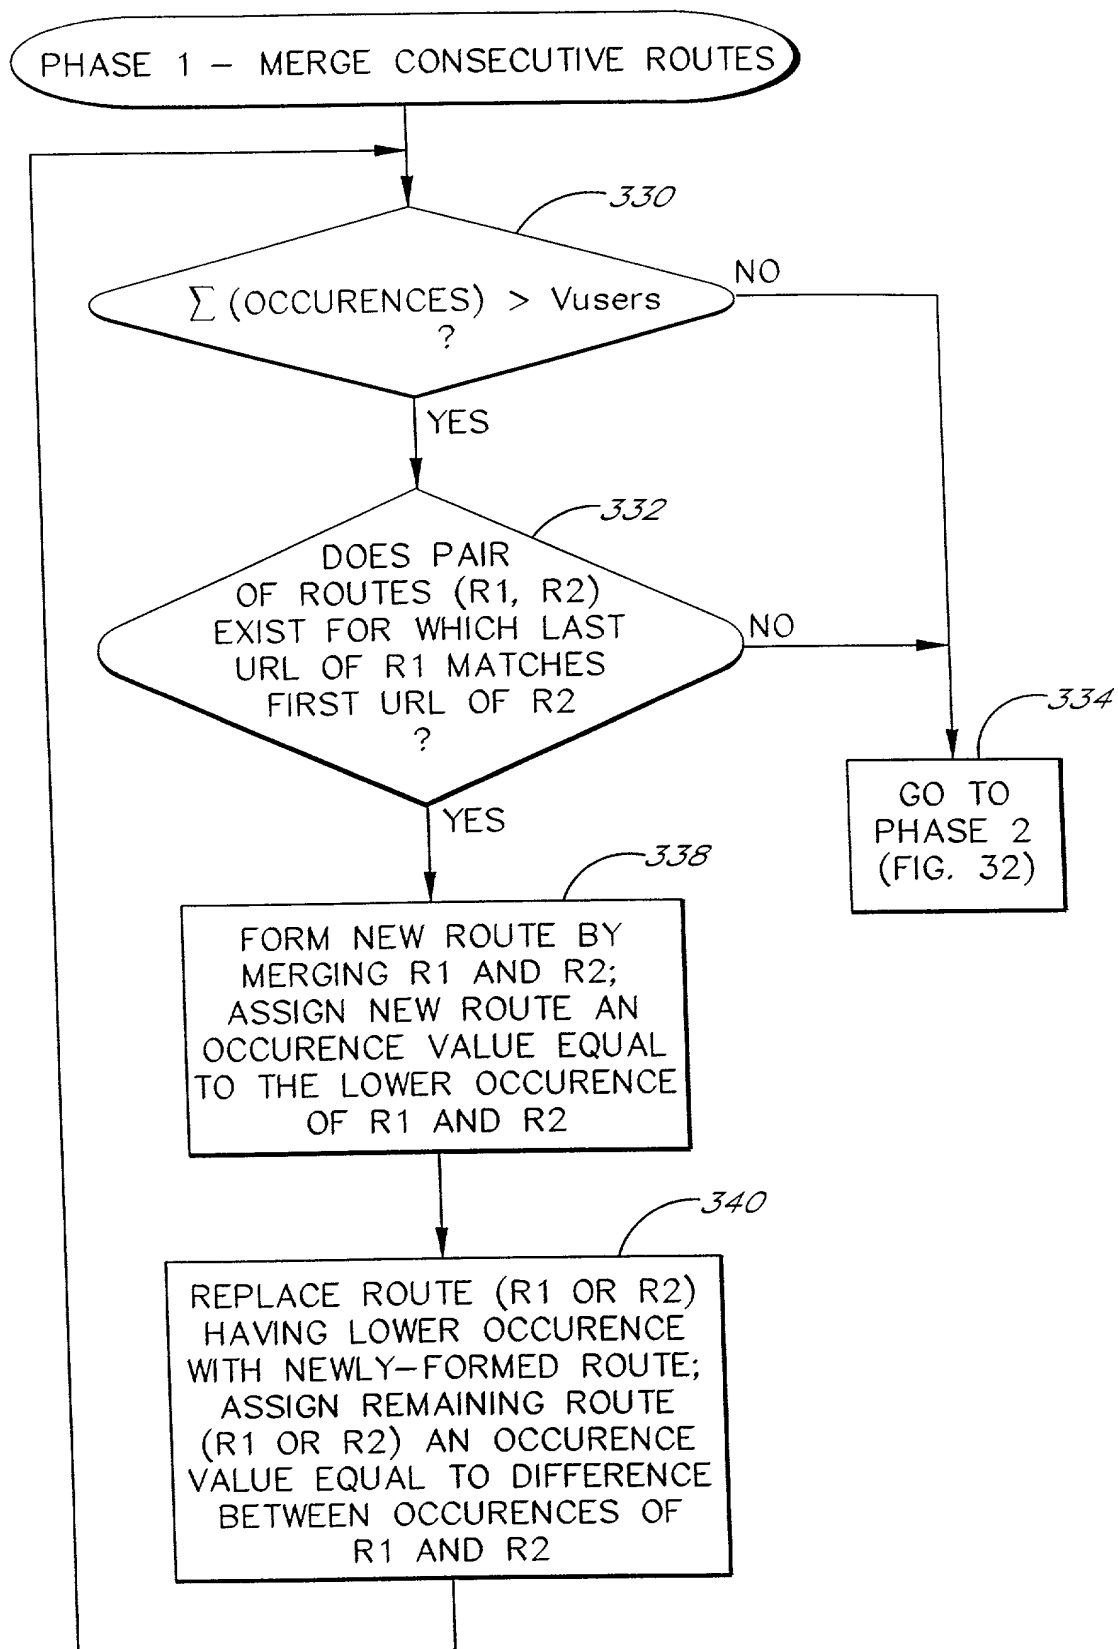 PHASE 1 – MERGE CONSECUTIVE ROUTES
330
NO
∑ (OCCURENCES) > Vusers
?
YES
332
DOES PAIR
OF ROUTES (R1, R2)
EXIST FOR WHICH LAST
URL OF R1 MATCHES
FIRST URL OF R2
?
NO
334
GO TO
PHASE 2
(FIG. 32)
YES
338
FORM NEW ROUTE BY
MERGING R1 AND R2;
ASSIGN NEW ROUTE AN
OCCURENCE VALUE EQUAL
TO THE LOWER OCCURENCE
OF R1 AND R2
340
REPLACE ROUTE (R1 OR R2)
HAVING LOWER OCCURENCE
WITH NEWLY–FORMED ROUTE;
ASSIGN REMAINING ROUTE
(R1 OR R2) AN OCCURENCE
VALUE EQUAL TO DIFFERENCE
BETWEEN OCCURENCES OF
R1 AND R2